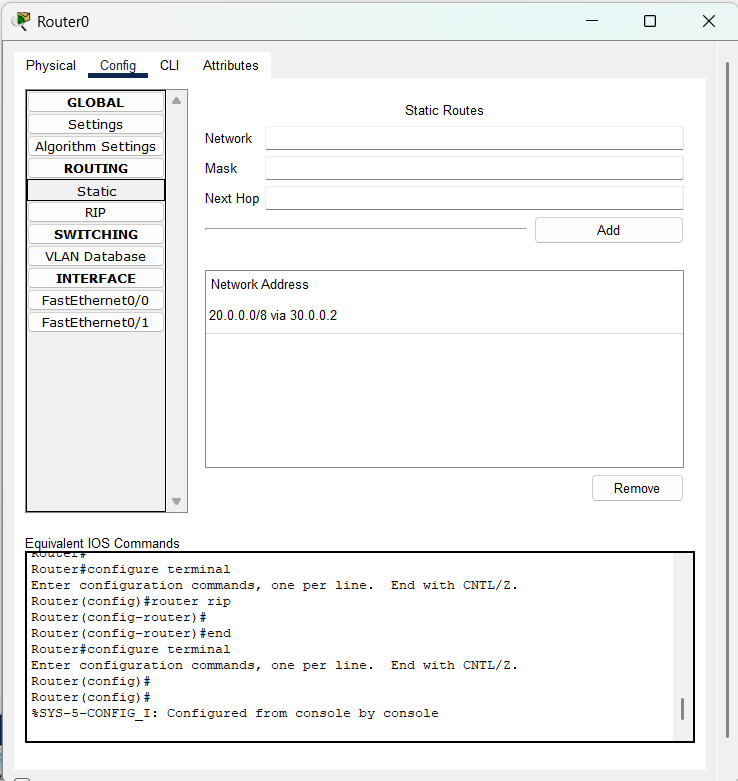 Router0
Physical Config CLI Attributes
GLOBAL
Settings
Algorithm Settings
ROUTING
Static
RIP
SWITCHING
VLAN Database
INTERFACE
FastEthernet0/0
FastEthernet0/1
Static Routes
Network
Mask
Next Hop
Add
Network Address
20.0.0.0/8 via 30.0.0.2
Remove
Equivalent IOS Commands
Router#
Router#configure terminal
Enter configuration commands, one per line.  End with CNTL/Z.
Router(config)#router rip
Router(config-router)#
Router(config-router)#end
Router#configure terminal
Enter configuration commands, one per line.  End with CNTL/Z.
Router(config)#
Router(config)#
%SYS-5-CONFIG_I: Configured from console by console